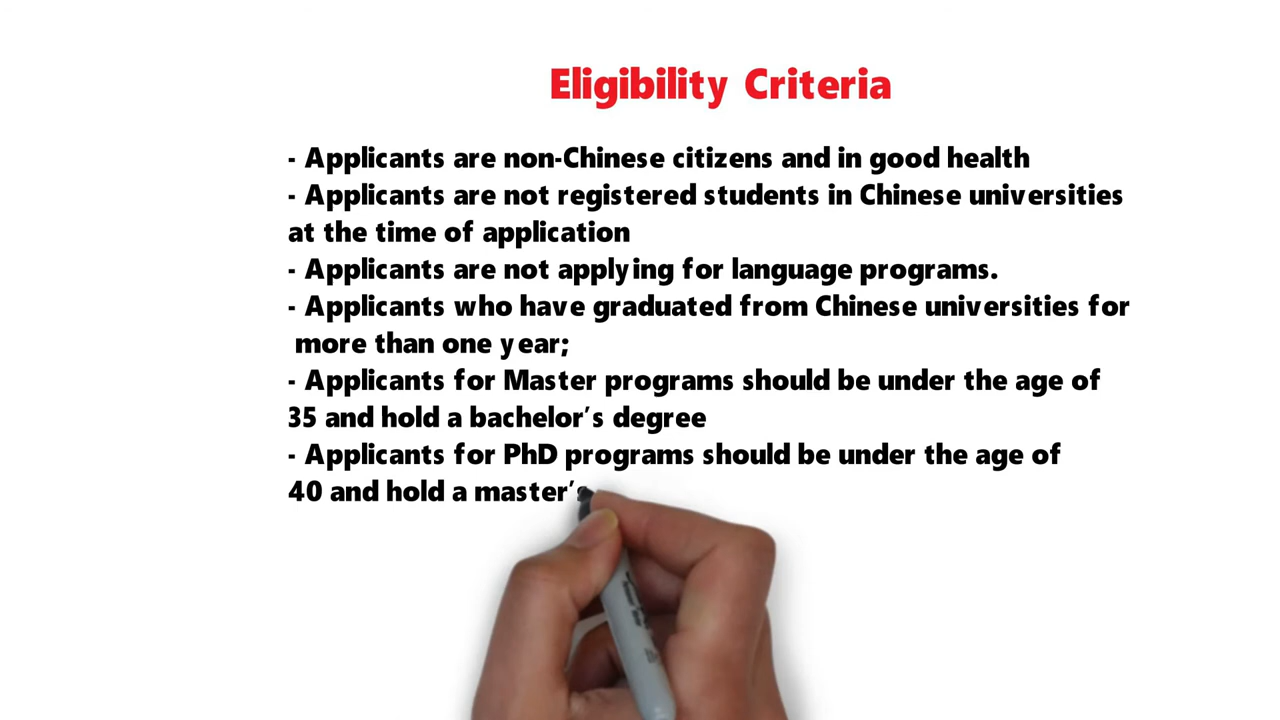 Eligibility Criteria
- Applicants are non-Chinese citizens and in good health
- Applicants are not registered students in Chinese universities
at the time of application
- Applicants are not applying for language programs.
- Applicants who have graduated from Chinese universities for
more than one year;
- Applicants for Master programs should be under the age of
35 and hold a bachelor's degree
- Applicants for PhD programs should be under the age of
40 and hold a master's